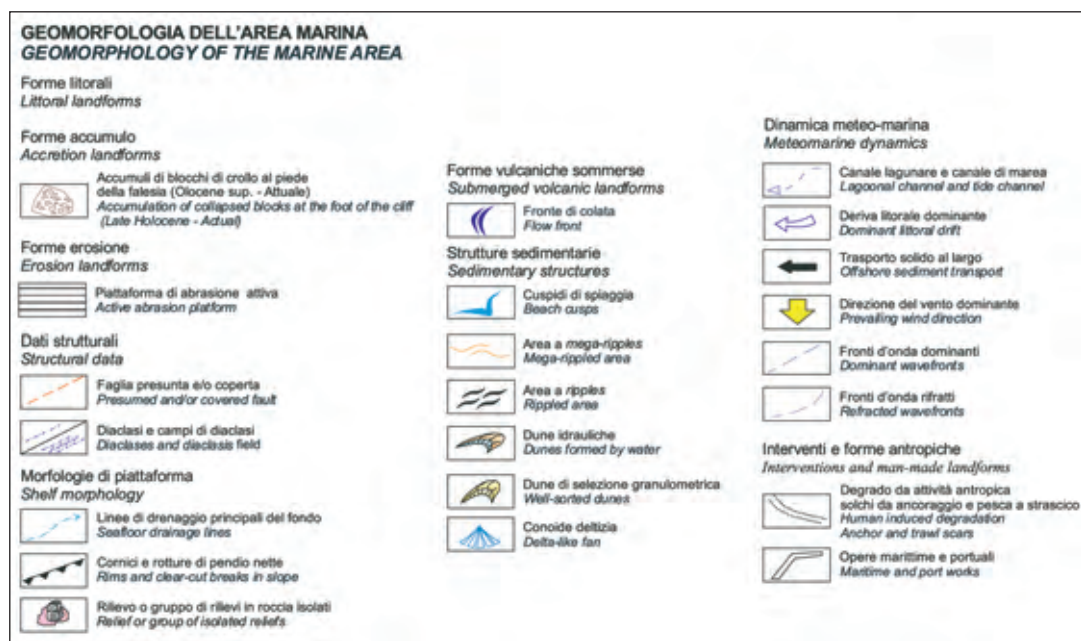 GEOMORFOLOGIA DELL'AREA MARINA
GEOMORPHOLOGY OF THE MARINE AREA
Forme litorali
Littoral landforms
Forme accumulo
Accretion landforms
Accumuli di blocchi di crollo al piede
della falesia (Olocene sup. - Attuale)
Accumulation of collapsed blocks at the foot of the cliff
(Late Holocene - Actual)
Forme erosione
Erosion landforms
Piattaforma di abrasione attiva
Active abrasion platform
Dati strutturali
Structural data
Faglia presunta e/o coperta
Presumed and/or covered fault
Diaclasi e campi di diaclasi
Diaclases and diaclasis field
Morfologie di piattaforma
Shelf morphology
Linee di drenaggio principali del fondo
Seafloor drainage lines
Cornici e rotture di pendio nette
Rims and clear-cut breaks in slope
Rilievo o gruppo di rilievi in roccia isolati
Relief or group of isolated reliefs
Forme vulcaniche sommerse
Submerged volcanic landforms
Fronte di colata
Flow front
Strutture sedimentarie
Sedimentary structures
Cuspidi di spiaggia
Beach cusps
Area a mega-ripples
Mega-rippled area
Area a ripples
Rippled area
Dune idrauliche
Dunes formed by water
Dune di selezione granulometrica
Well-sorted dunes
Conoide deltizia
Delta-like fan
Dinamica meteo-marina
Meteomarine dynamics
Canale lagunare e canale di marea
Lagoonal channel and tide channel
Deriva litorale dominante
Dominant littoral drift
Trasporto solido al largo
Offshore sediment transport
Direzione del vento dominante
Prevailing wind direction
Fronti d'onda dominanti
Dominant wavefronts
Fronti d'onda rifratti
Refracted wavefronts
Interventi e forme antropiche
Interventions and man-made landforms
Degrado da attività antropica
solchi da ancoraggio e pesca a strascico
Human induced degradation
Anchor and trawl scars
Opere marittime e portuali
Maritime and port works